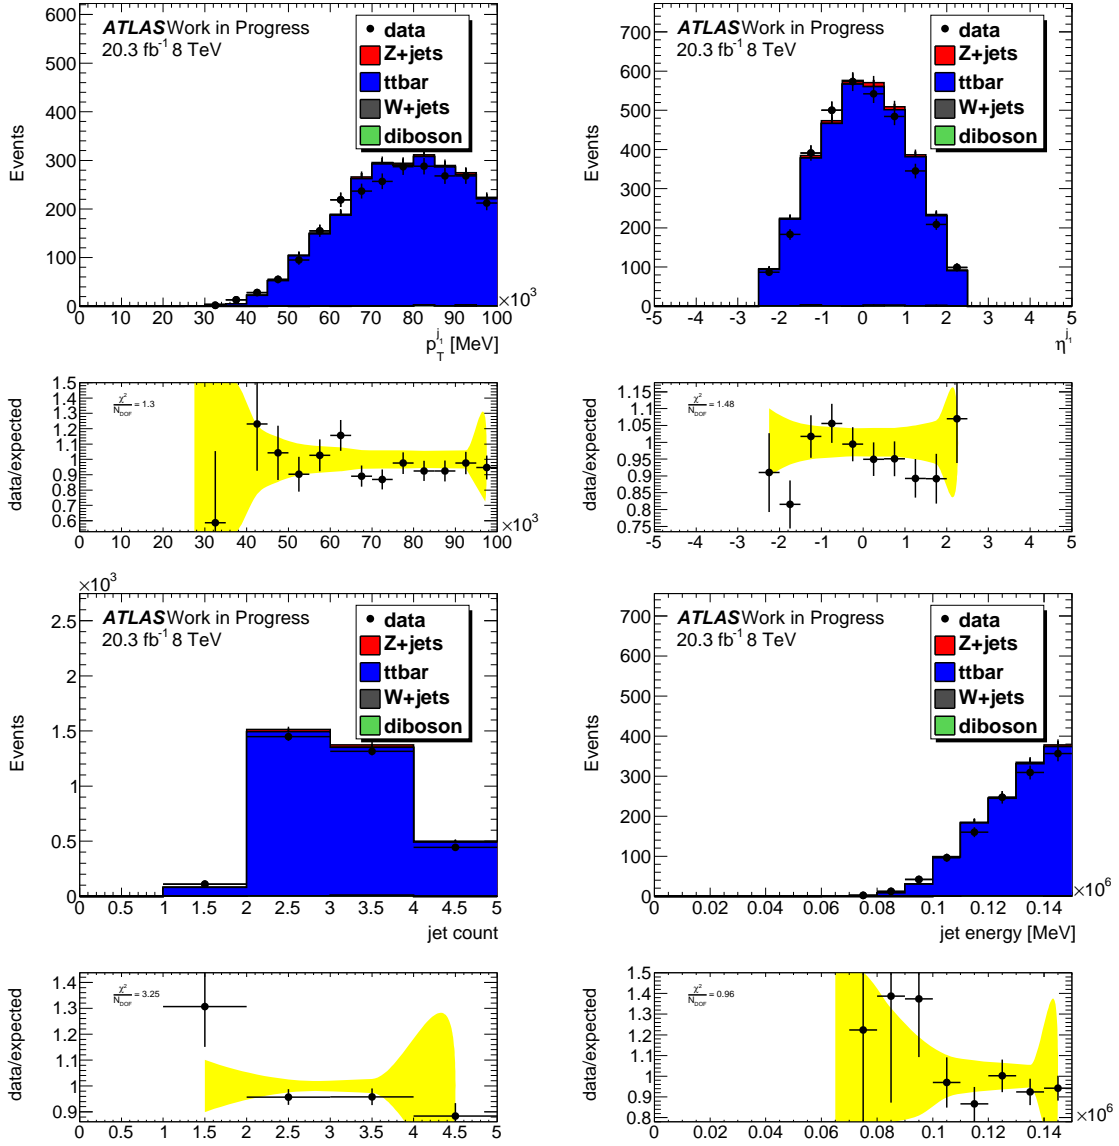 ATLAS Work in Progress
20.3 fb⁻¹ 8 TeV
data
Z+jets
ttbar
W+jets
diboson
Events
600
500
400
300
200
100
0
0 10 20 30 40 50 60 70 80 90 100
×10³
p_T^{j₁} [MeV]
ATLAS Work in Progress
20.3 fb⁻¹ 8 TeV
data
Z+jets
ttbar
W+jets
diboson
Events
700
600
500
400
300
200
100
0
-5 -4 -3 -2 -1 0 1 2 3 4 5
η^{j₁}
data/expected
χ²/N_DOF = 1.3
1.5
1.4
1.3
1.2
1.1
1
0.9
0.8
0.7
0.6
0 10 20 30 40 50 60 70 80 90 100
×10³
data/expected
χ²/N_DOF = 1.48
1.15
1.1
1.05
1
0.95
0.9
0.85
0.8
0.75
-5 -4 -3 -2 -1 0 1 2 3 4 5
×10³
ATLAS Work in Progress
20.3 fb⁻¹ 8 TeV
data
Z+jets
ttbar
W+jets
diboson
Events
2.5
2
1.5
1
0.5
0
0 0.5 1 1.5 2 2.5 3 3.5 4 4.5 5
jet count
ATLAS Work in Progress
20.3 fb⁻¹ 8 TeV
data
Z+jets
ttbar
W+jets
diboson
Events
700
600
500
400
300
200
100
0
0 0.02 0.04 0.06 0.08 0.1 0.12 0.14
×10⁶
jet energy [MeV]
data/expected
χ²/N_DOF = 3.25
1.4
1.3
1.2
1.1
1
0.9
0 0.5 1 1.5 2 2.5 3 3.5 4 4.5 5
data/expected
χ²/N_DOF = 0.96
1.5
1.4
1.3
1.2
1.1
1
0.9
0.8
0 0.02 0.04 0.06 0.08 0.1 0.12 0.14
×10⁶